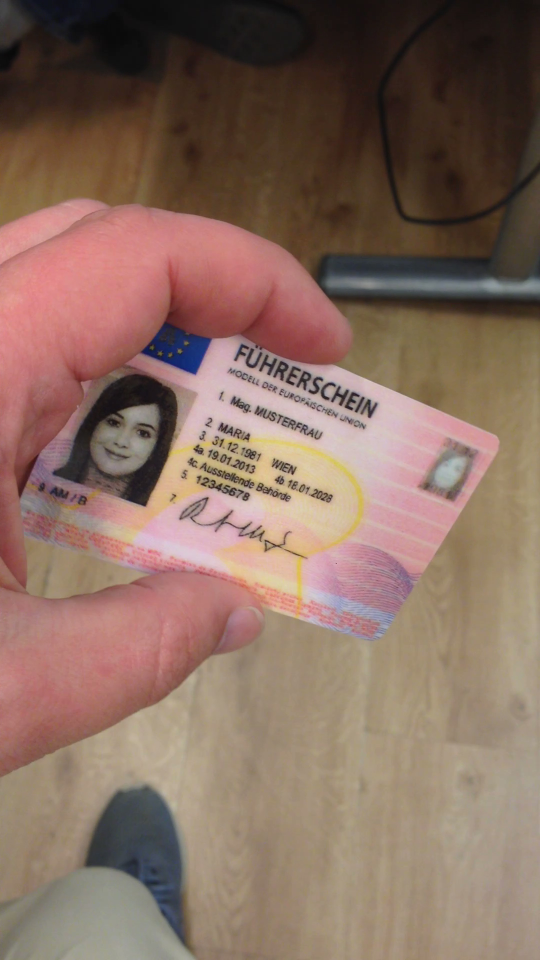 FÜHRERSCHEIN
MODELL DER EUROPÄISCHEN UNION
1. Mag. MUSTERFRAU
2 MARIA
3. 31.12.1981 WIEN
4a 19.01.2013 4b 18.01.2028
4c. Ausstellende Behörde
5 12345678
7.
9 AM / B